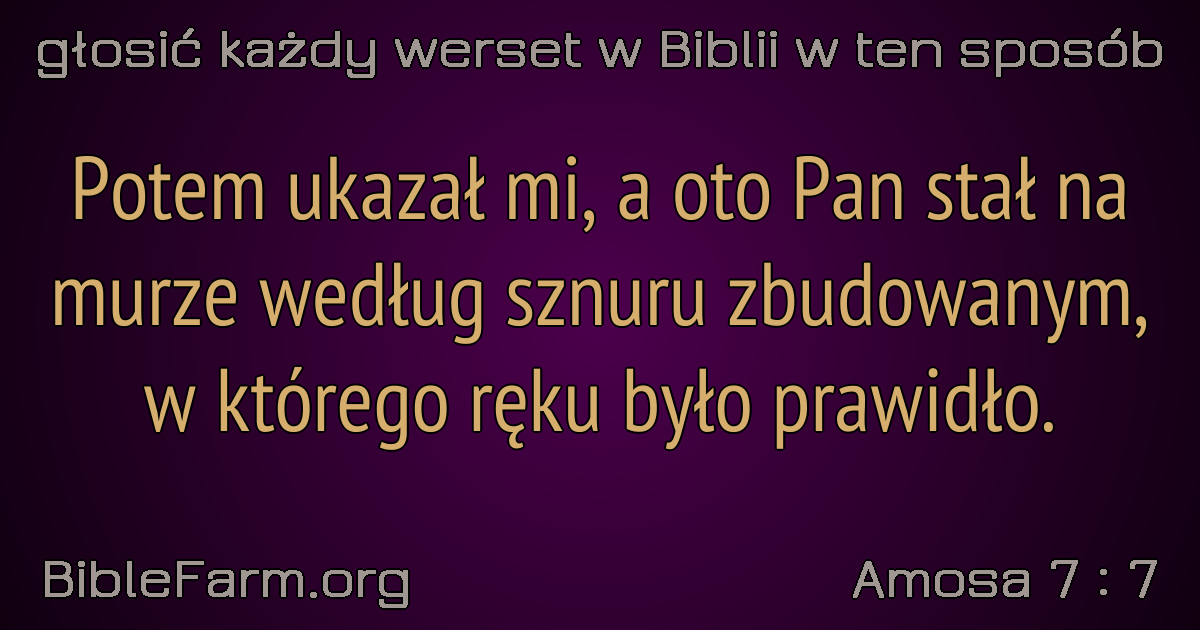 głosić każdy werset w Biblii w ten sposób
Potem ukazał mi, a oto Pan stał na
murze według sznuru zbudowanym,
w którego ręku było prawidło.
BibleFarm.org
Amosa 7 : 7